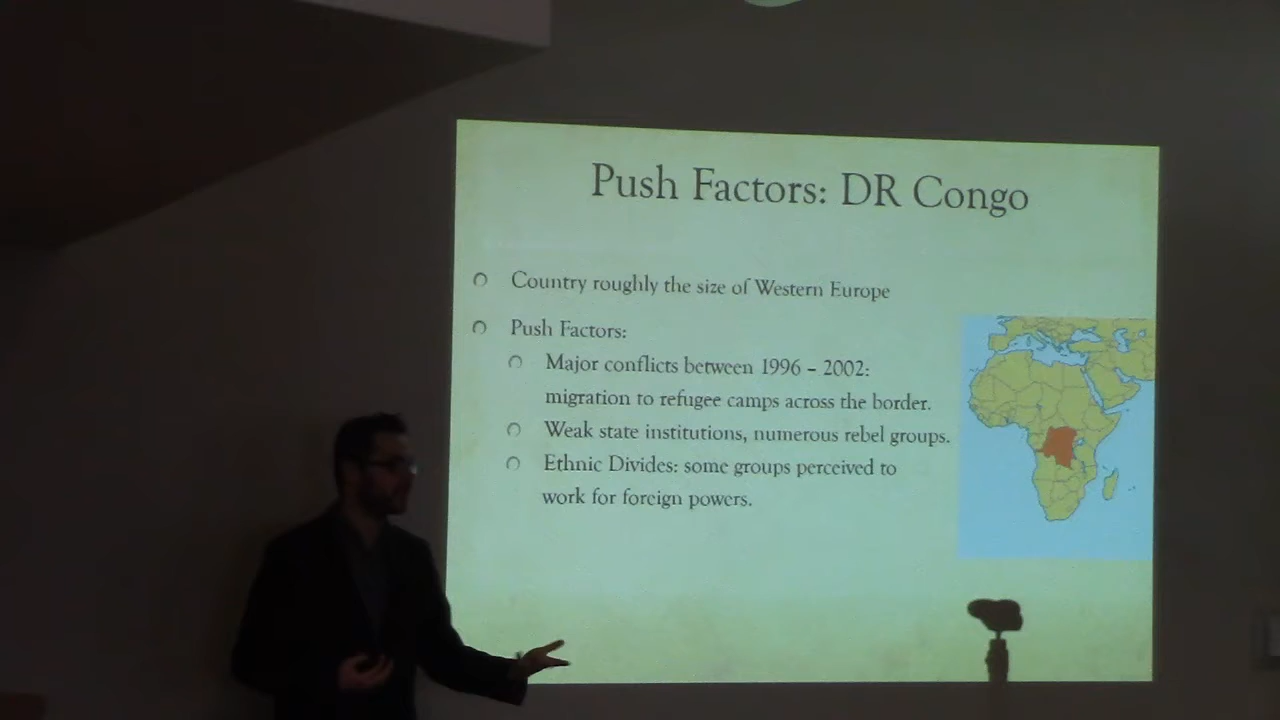 Push Factors: DR Congo
Country roughly the size of Western Europe
Push Factors:
Major conflicts between 1996 – 2002:
migration to refugee camps across the border.
Weak state institutions, numerous rebel groups.
Ethnic Divides: some groups perceived to
work for foreign powers.